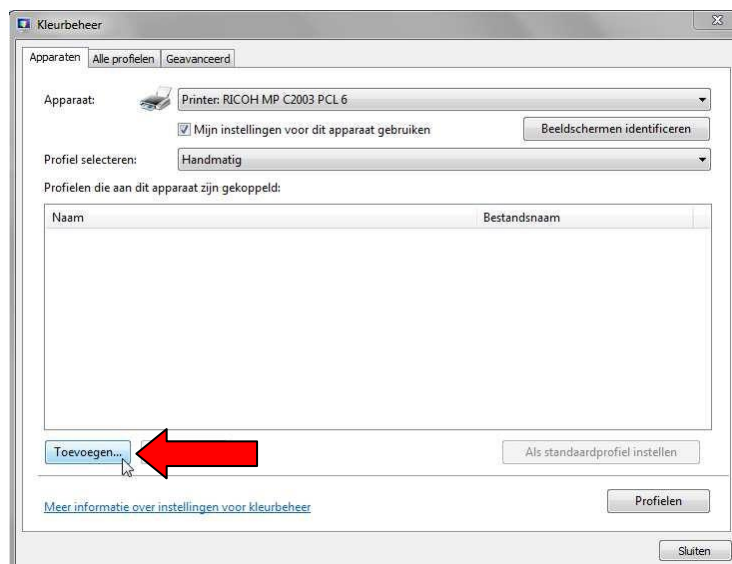 Kleurbeheer
Apparaten Alle profielen Geavanceerd
Apparaat: Printer: RICOH MP C2003 PCL 6
Mijn instellingen voor dit apparaat gebruiken Beeldschermen identificeren
Profiel selecteren: Handmatig
Profielen die aan dit apparaat zijn gekoppeld:
Naam Bestandsnaam
Toevoegen... Als standaardprofiel instellen
Meer informatie over instellingen voor kleurbeheer Profielen
Sluiten